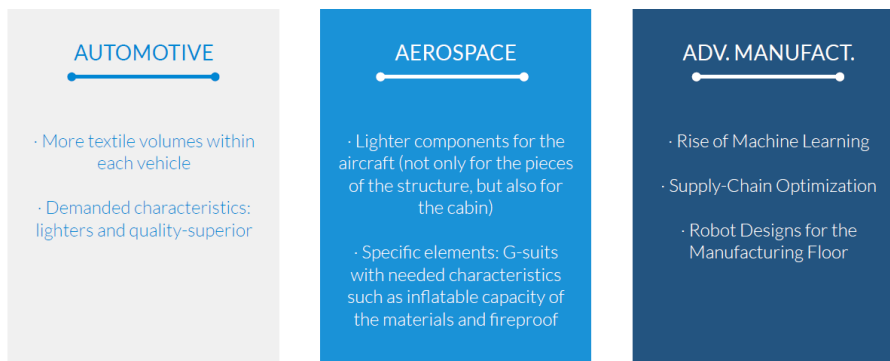 AUTOMOTIVE
· More textile volumes within
each vehicle
· Demanded characteristics:
lighters and quality-superior
AEROSPACE
· Lighter components for the
aircraft (not only for the pieces
of the structure, but also for
the cabin)
· Specific elements: G-suits
with needed characteristics
such as inflatable capacity of
the materials and fireproof
ADV. MANUFACT.
· Rise of Machine Learning
· Supply-Chain Optimization
· Robot Designs for the
Manufacturing Floor